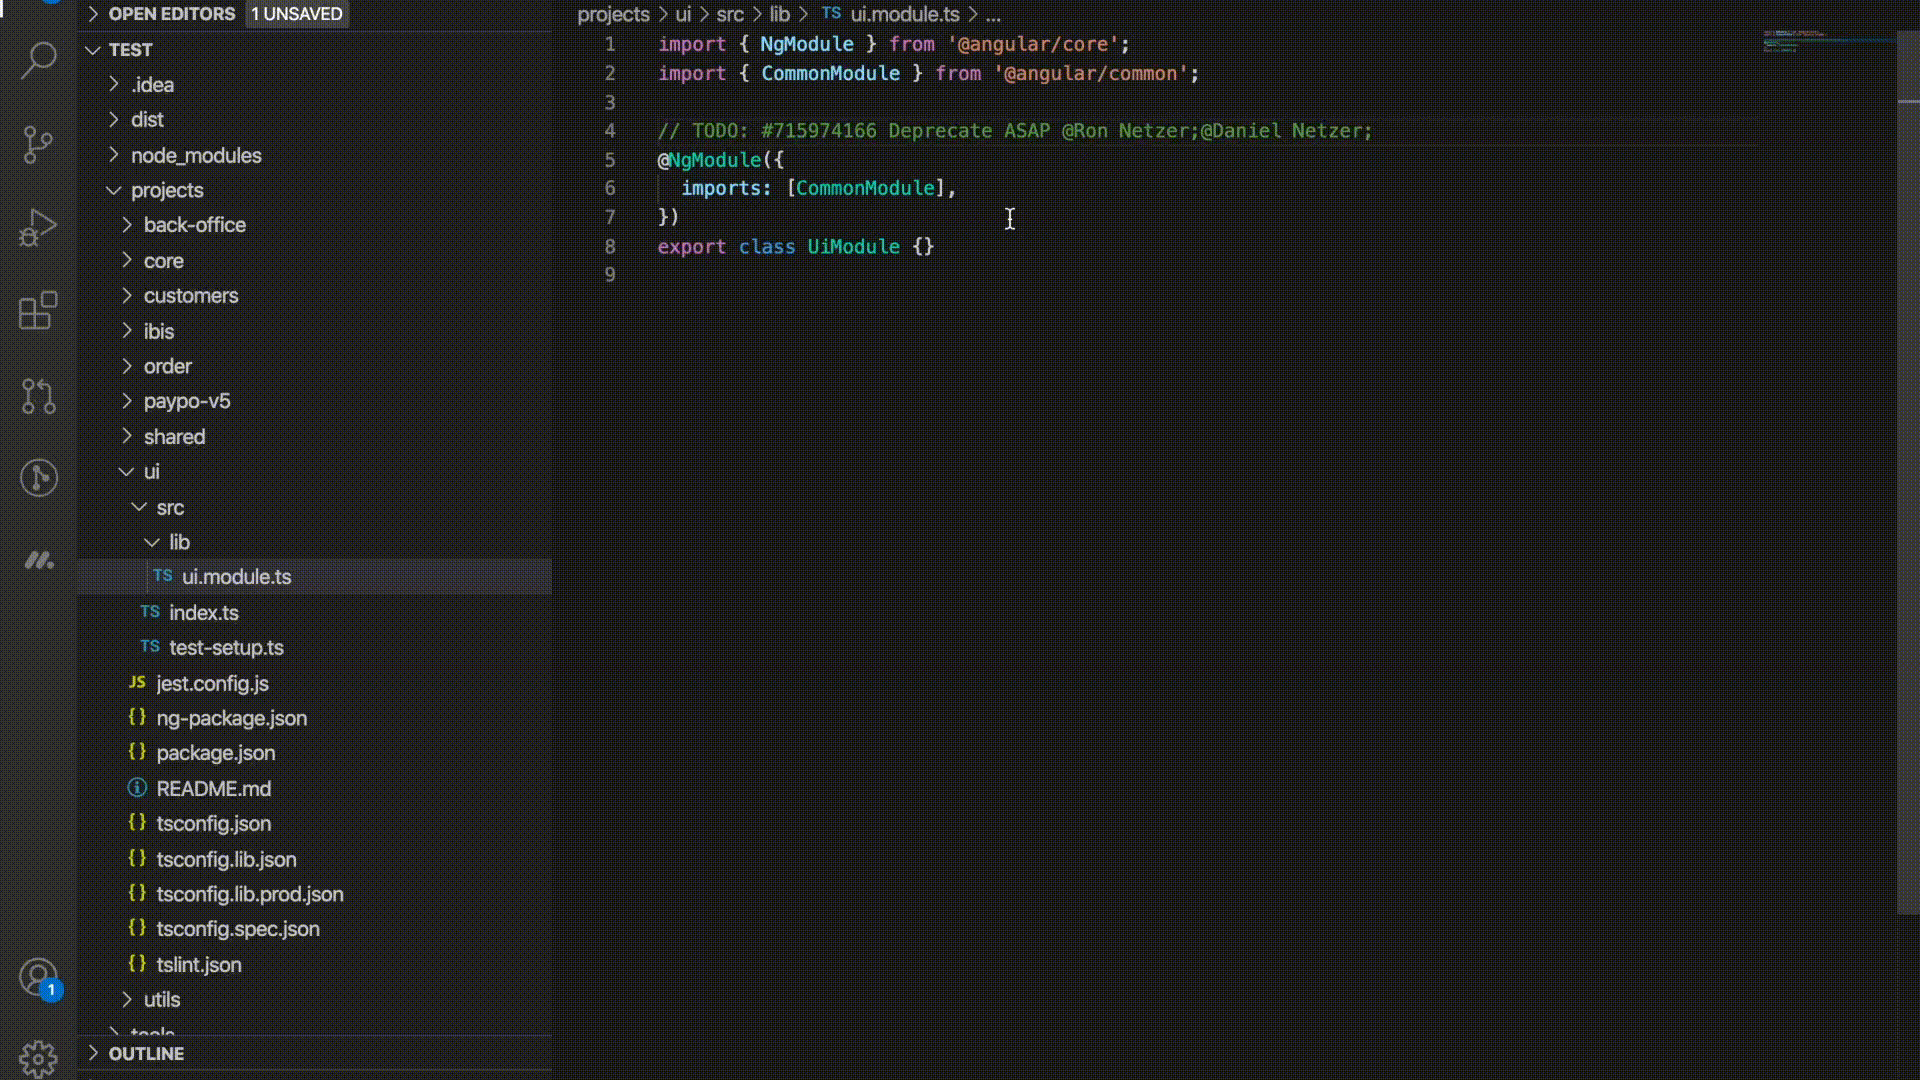 OPEN EDITORS 1 UNSAVED
TEST
.idea
dist
node_modules
projects
back-office
core
customers
ibis
order
paypo-v5
shared
ui
src
lib
TS ui.module.ts
TS index.ts
TS test-setup.ts
JS jest.config.js
{} ng-package.json
{} package.json
README.md
{} tsconfig.json
{} tsconfig.lib.json
{} tsconfig.lib.prod.json
{} tsconfig.spec.json
{} tslint.json
utils
tools
OUTLINE
1
projects > ui > src > lib > TS ui.module.ts > ...
1 import { NgModule } from '@angular/core';
2 import { CommonModule } from '@angular/common';
3
4 // TODO: #715974166 Deprecate ASAP @Ron Netzer;@Daniel Netzer;
5 @NgModule({
6 imports: [CommonModule],
7 })
8 export class UiModule {}
9